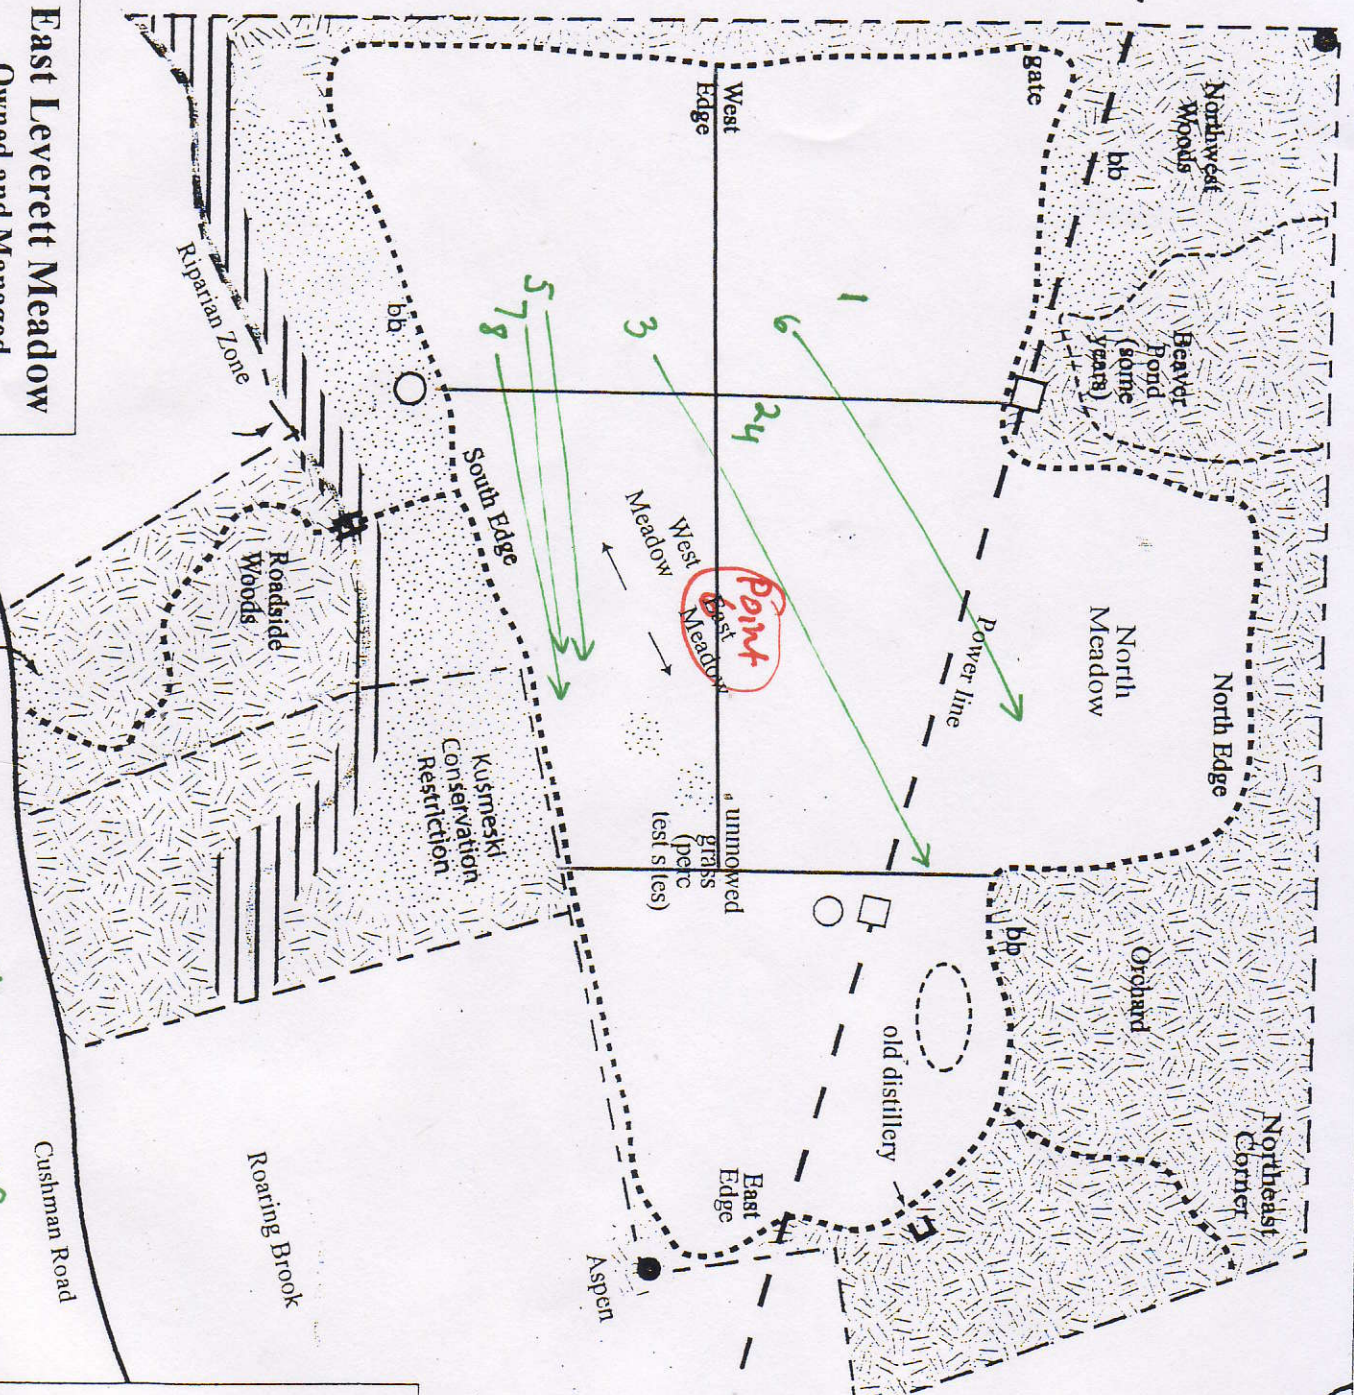 East Leverett Meadow
Owned and Managed
Northwest
Woods
gate
bb
West
Edge
Beaver
Pond
(some
years)
1
6
3
5
7
8
2 4
bb
Riparian Zone
South Edge
West
Meadow
East
Meadow
Point
North
Meadow
Power line
North Edge
Roadside
Woods
Kusmeski
Conservation
Restriction
unmowed
grass
(perc
test sites)
bb
Orchard
old distillery
Northeast
Corner
East
Edge
Aspen
Roaring Brook
Cushman Road